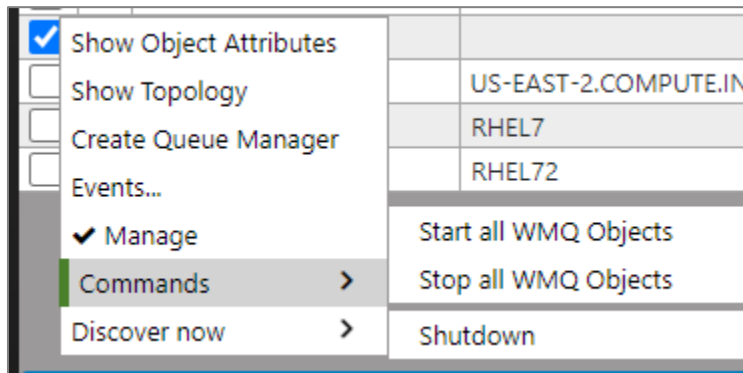 Show Object Attributes
Show Topology
US-EAST-2.COMPUTE.IN
Create Queue Manager
RHEL7
Events...
RHEL72
Manage
Start all WMQ Objects
Commands
Stop all WMQ Objects
Discover now
Shutdown